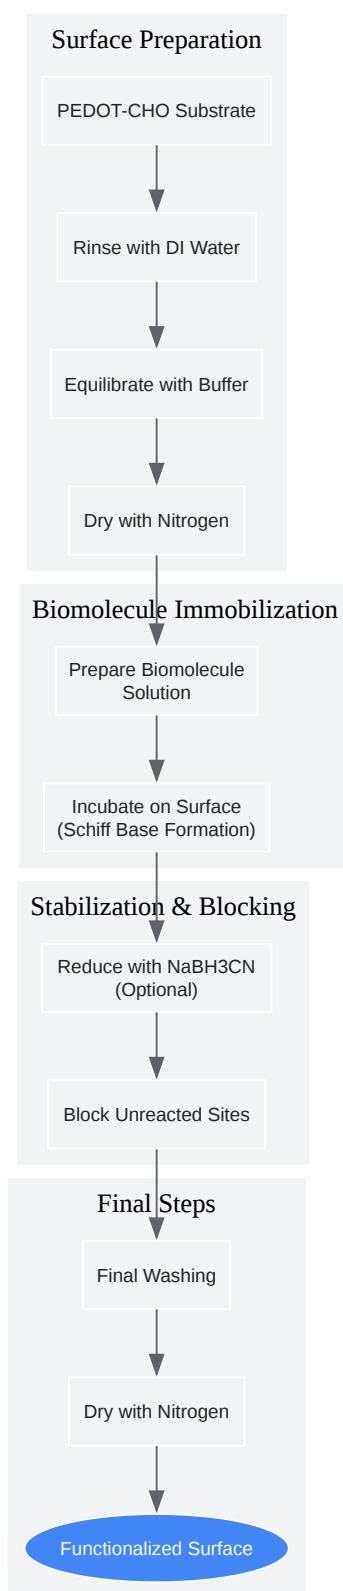 Surface Preparation
PEDOT-CHO Substrate
Rinse with DI Water
Equilibrate with Buffer
Dry with Nitrogen
Biomolecule Immobilization
Prepare Biomolecule
Solution
Incubate on Surface
(Schiff Base Formation)
Stabilization & Blocking
Reduce with NaBH3CN
(Optional)
Block Unreacted Sites
Final Steps
Final Washing
Dry with Nitrogen
Functionalized Surface